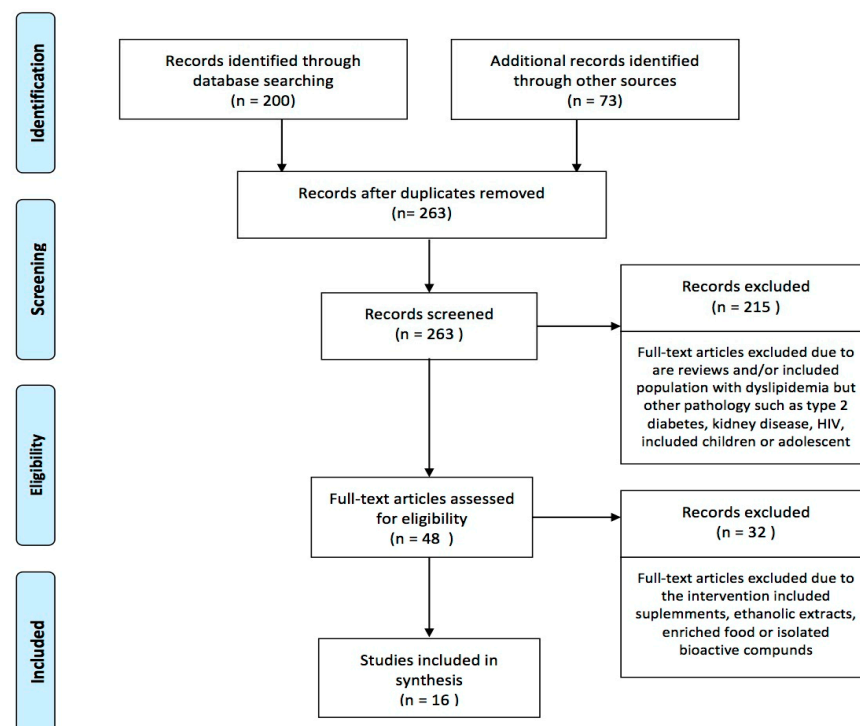 Identification
Records identified through
database searching
(n = 200)
Additional records identified
through other sources
(n = 73)
Records after duplicates removed
(n= 263)
Screening
Records screened
(n = 263 )
Records excluded
(n = 215 )
Full-text articles excluded due to
are reviews and/or included
population with dyslipidemia but
other pathology such as type 2
diabetes, kidney disease, HIV,
included children or adolescent
Eligibility
Full-text articles assessed
for eligibility
(n = 48 )
Records excluded
(n = 32 )
Full-text articles excluded due to
the intervention included
suplemments, ethanolic extracts,
enriched food or isolated
bioactive compunds
Included
Studies included in
synthesis
(n = 16 )